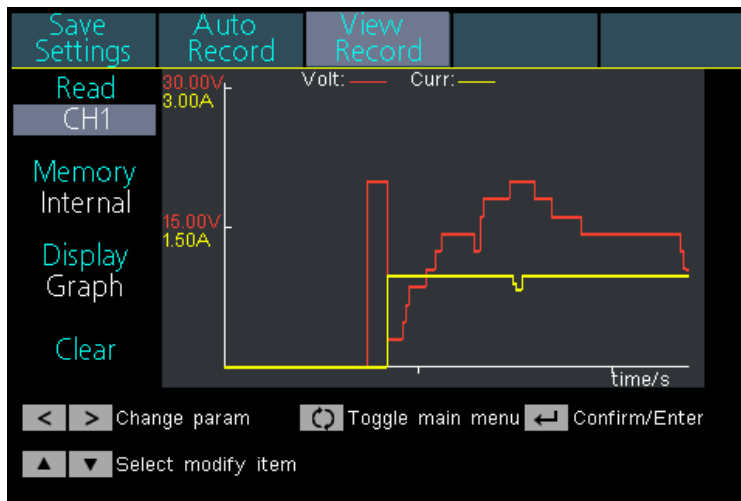 Save Settings
Auto Record
View Record
Read
CH1
Memory
Internal
Display
Graph
Clear
30.00V
3.00A
Volt:
Curr:
15.00V
1.50A
time/s
< > Change param
Toggle main menu
Confirm/Enter
▲ ▼ Select modify item